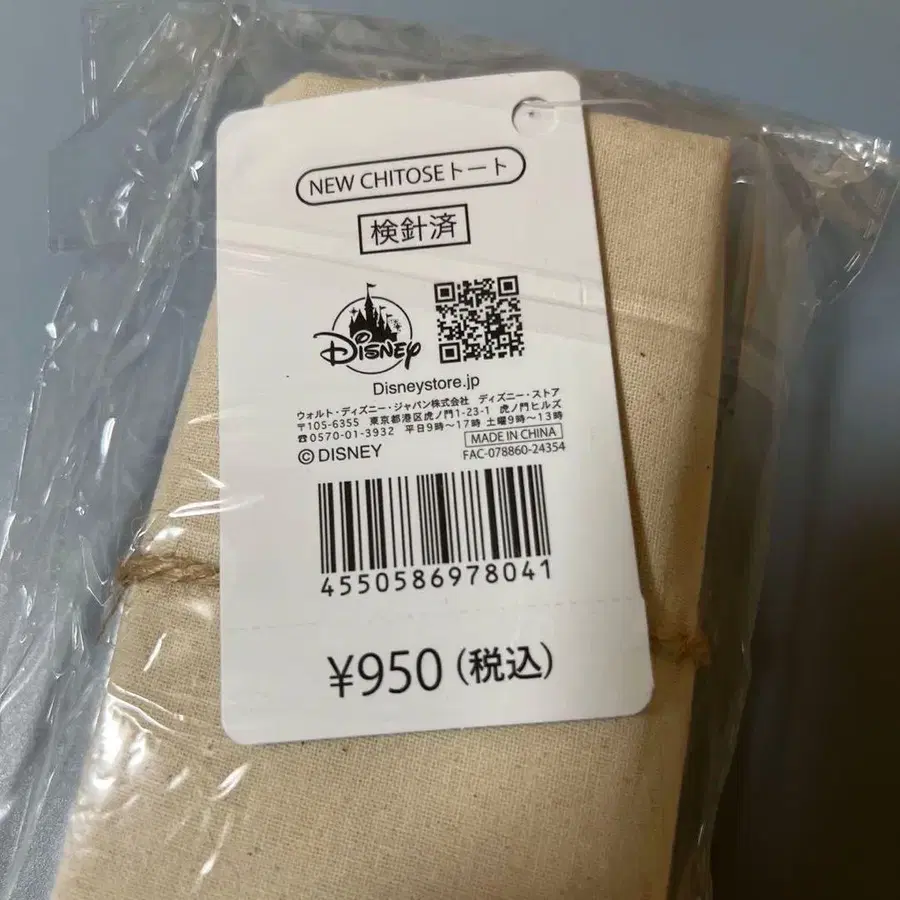 NEW CHITOSEトート
検針済
Disney
Disneystore.jp
ウォルト・ディズニー・ジャパン株式会社 ディズニー・ストア
〒105-6355 東京都港区虎ノ門1-23-1 虎ノ門ヒルズ
☎0570-01-3932 平日9時〜17時 土曜9時〜13時
©DISNEY
MADE IN CHINA
FAC-078860-24354
4550586978041
¥950(税込)